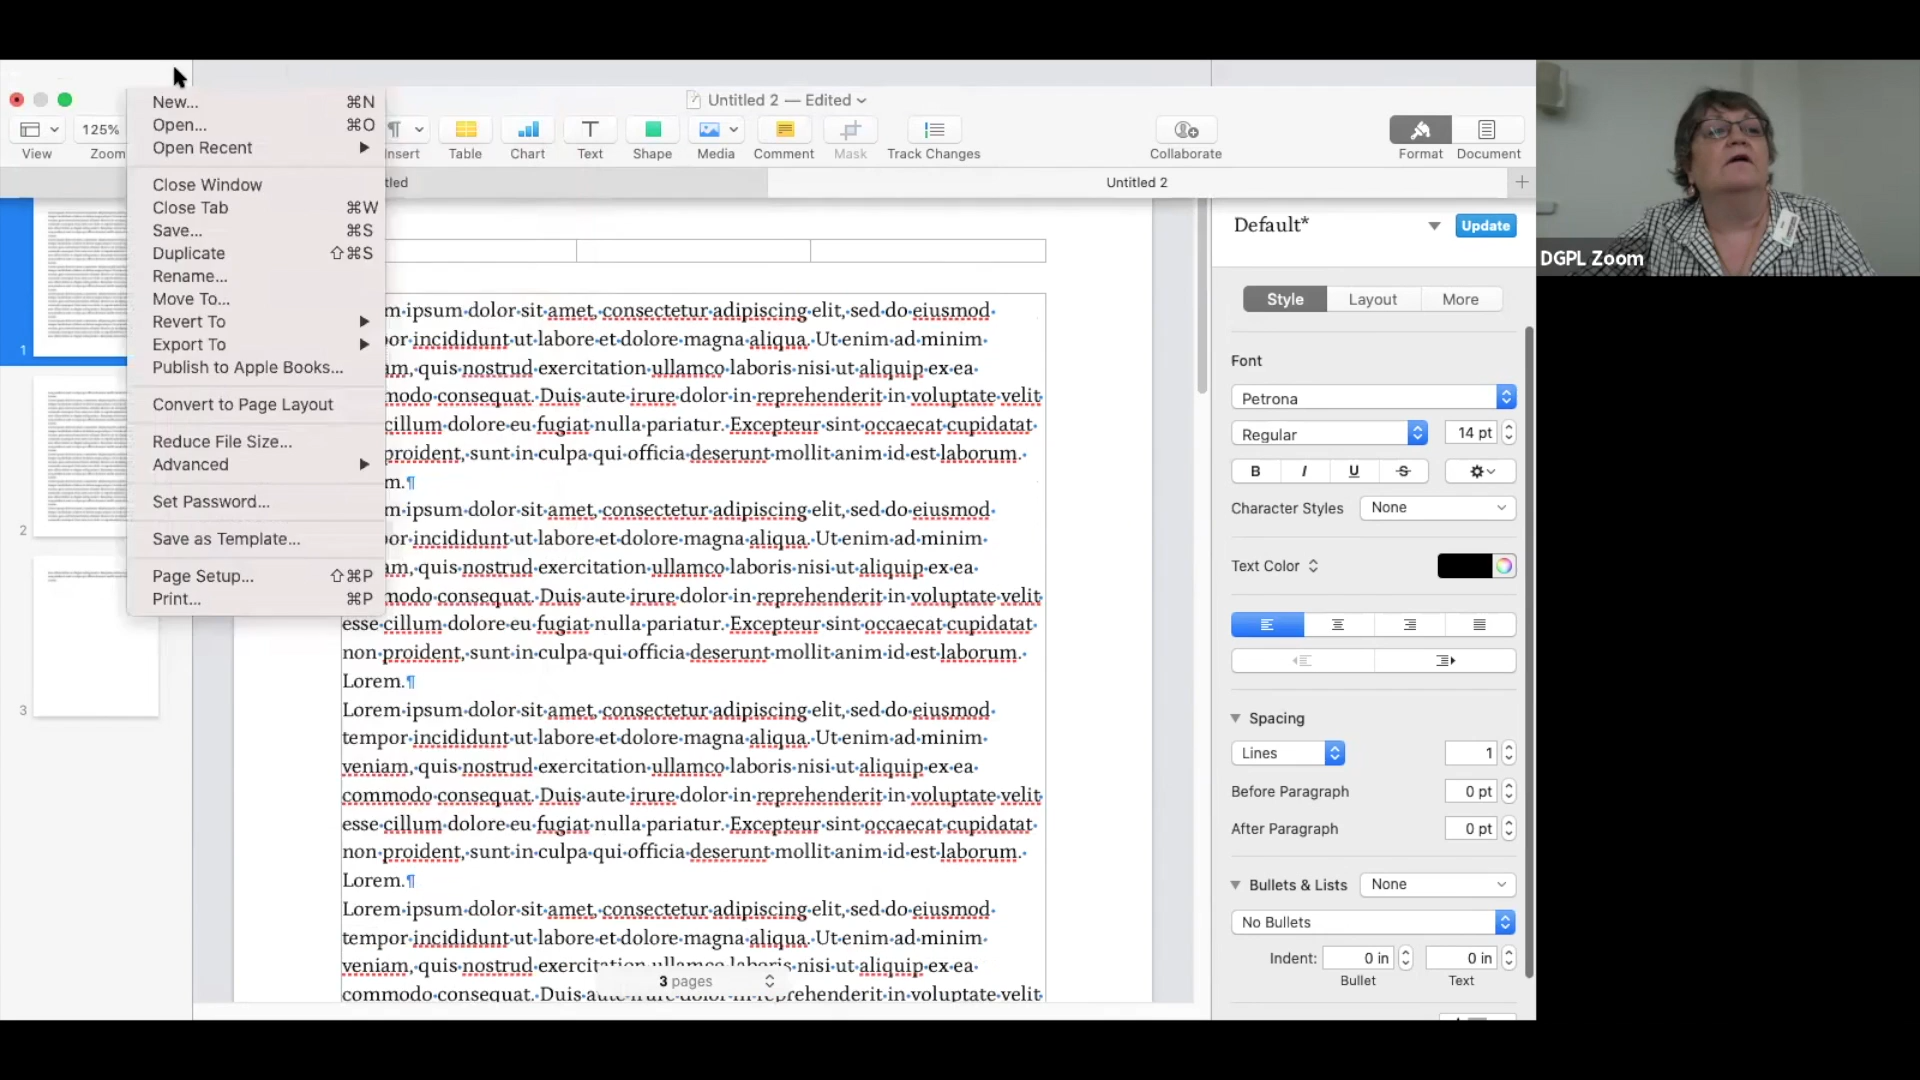 New... ⌘N
Open... ⌘O
Open Recent
Close Window
Close Tab ⌘W
Save... ⌘S
Duplicate ⇧⌘S
Rename...
Move To...
Revert To
Export To
Publish to Apple Books...
Convert to Page Layout
Reduce File Size...
Advanced
Set Password...
Save as Template...
Page Setup... ⇧⌘P
Print... ⌘P
Untitled 2 — Edited
125%
View
Zoom
nsert
Table
Chart
Text
Shape
Media
Comment
Mask
Track Changes
Collaborate
Format
Document
tled
Untitled 2
1
2
3
m ipsum dolor sit amet, consectetur adipiscing elit, sed do eiusmod
or incididunt ut labore et dolore magna aliqua. Ut enim ad minim
am, quis nostrud exercitation ullamco laboris nisi ut aliquip ex ea
modo consequat. Duis aute irure dolor in reprehenderit in voluptate velit
cillum dolore eu fugiat nulla pariatur. Excepteur sint occaecat cupidatat
proident, sunt in culpa qui officia deserunt mollit anim id est laborum.
m.¶
m ipsum dolor sit amet, consectetur adipiscing elit, sed do eiusmod
or incididunt ut labore et dolore magna aliqua. Ut enim ad minim
am, quis nostrud exercitation ullamco laboris nisi ut aliquip ex ea
modo consequat. Duis aute irure dolor in reprehenderit in voluptate velit
esse cillum dolore eu fugiat nulla pariatur. Excepteur sint occaecat cupidatat
non proident, sunt in culpa qui officia deserunt mollit anim id est laborum.
Lorem.¶
Lorem ipsum dolor sit amet, consectetur adipiscing elit, sed do eiusmod
tempor incididunt ut labore et dolore magna aliqua. Ut enim ad minim
veniam, quis nostrud exercitation ullamco laboris nisi ut aliquip ex ea
commodo consequat. Duis aute irure dolor in reprehenderit in voluptate velit
esse cillum dolore eu fugiat nulla pariatur. Excepteur sint occaecat cupidatat
non proident, sunt in culpa qui officia deserunt mollit anim id est laborum.
Lorem.¶
Lorem ipsum dolor sit amet, consectetur adipiscing elit, sed do eiusmod
tempor incididunt ut labore et dolore magna aliqua. Ut enim ad minim
veniam, quis nostrud exercitation ullamco laboris nisi ut aliquip ex ea
commodo consequat. Duis aute irure dolor in reprehenderit in voluptate velit
3 pages
Default*
Update
Style
Layout
More
Font
Petrona
Regular
14 pt
B I U S
Character Styles None
Text Color
Spacing
Lines 1
Before Paragraph 0 pt
After Paragraph 0 pt
Bullets & Lists None
No Bullets
Indent: 0 in 0 in
Bullet Text
DGPL Zoom